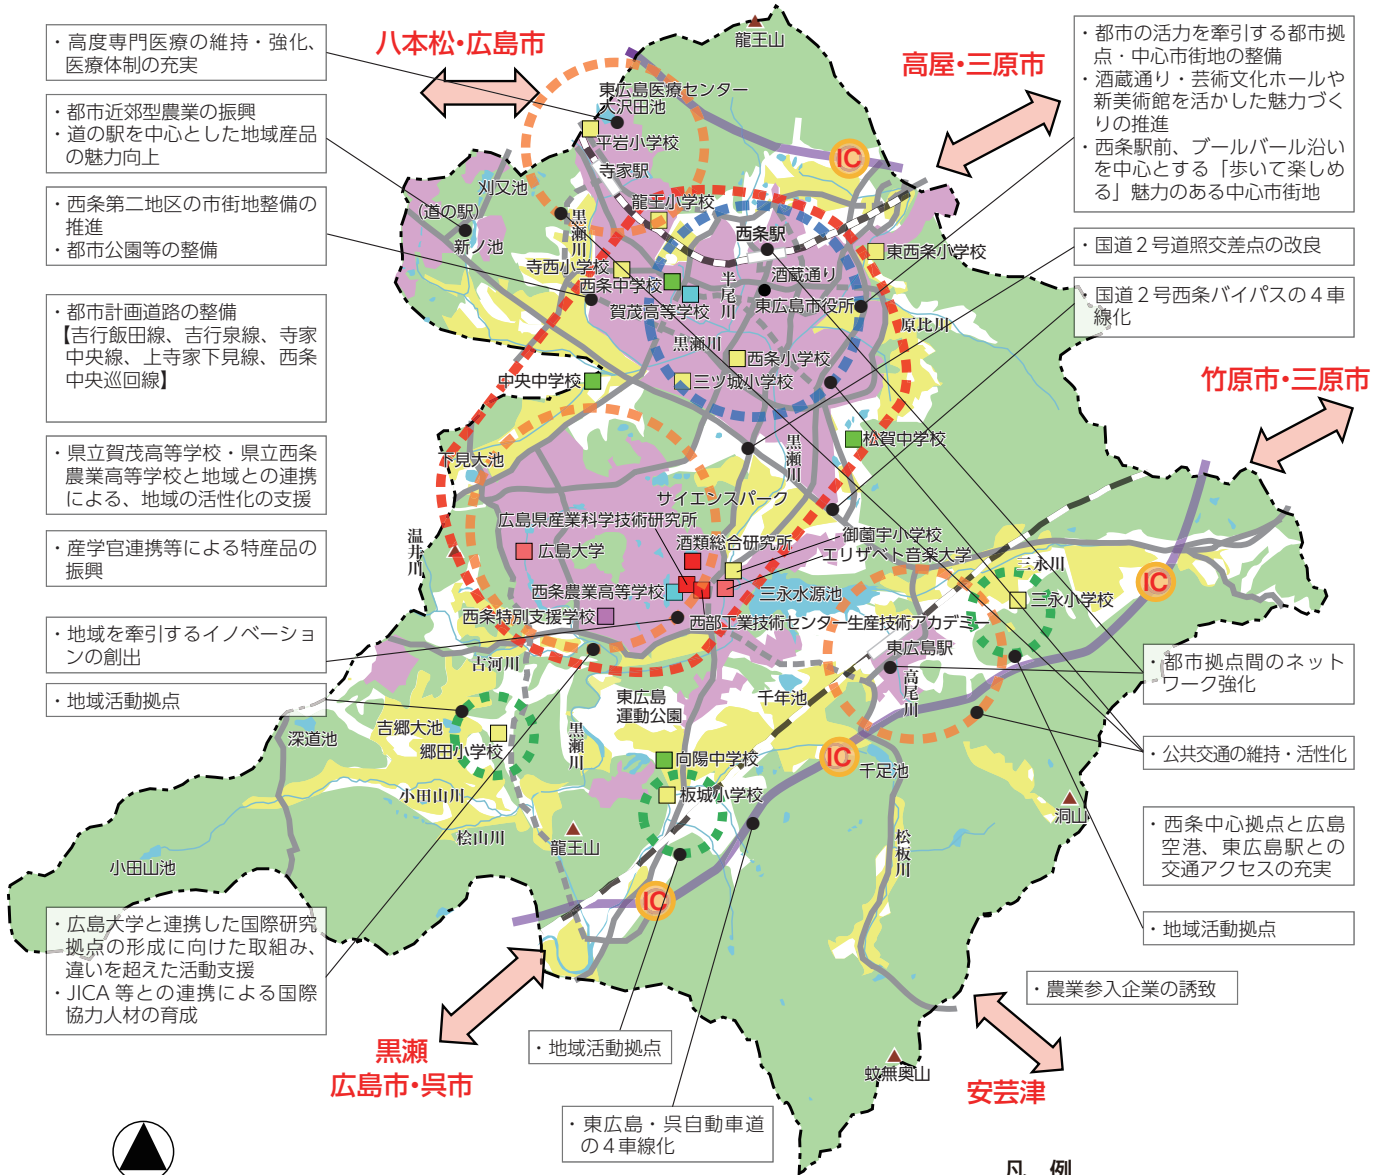 ・高度専門医療の維持・強化、
医療体制の充実
・都市近郊型農業の振興
・道の駅を中心とした地域産品
の魅力向上
・西条第二地区の市街地整備の
推進
・都市公園等の整備
・都市計画道路の整備
【吉行飯田線、吉行泉線、寺家
中央線、上寺家下見線、西条
中央巡回線】
・県立賀茂高等学校・県立西条
農業高等学校と地域との連携
による、地域の活性化の支援
・産学官連携等による特産品の
振興
・地域を牽引するイノベーショ
ンの創出
・地域活動拠点
・広島大学と連携した国際研究
拠点の形成に向けた取組み、
違いを超えた活動支援
・JICA 等との連携による国際
協力人材の育成
八本松・広島市
高屋・三原市
竹原市・三原市
安芸津
黒瀬
広島市・呉市
・都市の活力を牽引する都市拠
点・中心市街地の整備
・酒蔵通り・芸術文化ホールや
新美術館を活かした魅力づく
りの推進
・西条駅前、ブールバール沿い
を中心とする「歩いて楽しめ
る」魅力のある中心市街地
・国道２号道照交差点の改良
・国道２号西条バイパスの４車
線化
・都市拠点間のネット
ワーク強化
・公共交通の維持・活性化
・西条中心拠点と広島
空港、東広島駅との
交通アクセスの充実
・地域活動拠点
・農業参入企業の誘致
・地域活動拠点
・東広島・呉自動車道
の４車線化
龍王山
東広島医療センター
大沢田池
平岩小学校
寺家駅
IC
刈又池
(道の駅)
新ノ池
黒瀬川
龍王小学校
西条駅
東西条小学校
寺西小学校
西条中学校
半尾川
酒蔵通り
賀茂高等学校
東広島市役所
原比川
黒瀬川
西条小学校
中央中学校
三ツ城小学校
松賀中学校
黒瀬川
下見大池
サイエンスパーク
広島県産業科学技術研究所
温井川
広島大学
酒類総合研究所
御薗宇小学校
エリザベト音楽大学
三永川
IC
西条農業高等学校
三永水源池
三永小学校
西条特別支援学校
西部工業技術センター生産技術アカデミー
古河川
東広島駅
高尾川
東広島
運動公園
千年池
深道池
吉郷大池
郷田小学校
黒瀬川
向陽中学校
IC
千足池
小田山川
板城小学校
洞山
桧山川
龍王山
松板川
小田山池
IC
蚊無奥山
凡 例